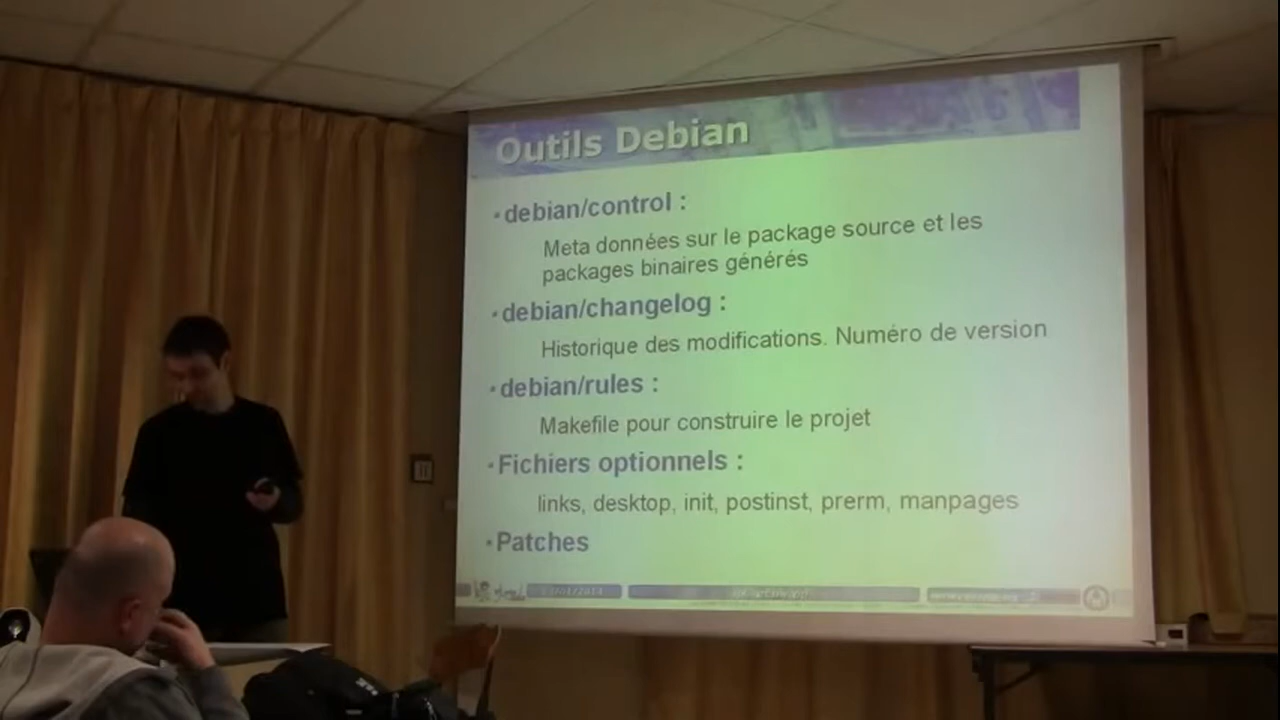 Outils Debian
debian/control :
Meta données sur le package source et les
packages binaires générés
debian/changelog :
Historique des modifications. Numéro de version
debian/rules :
Makefile pour construire le projet
Fichiers optionnels :
links, desktop, init, postinst, prerm, manpages
Patches